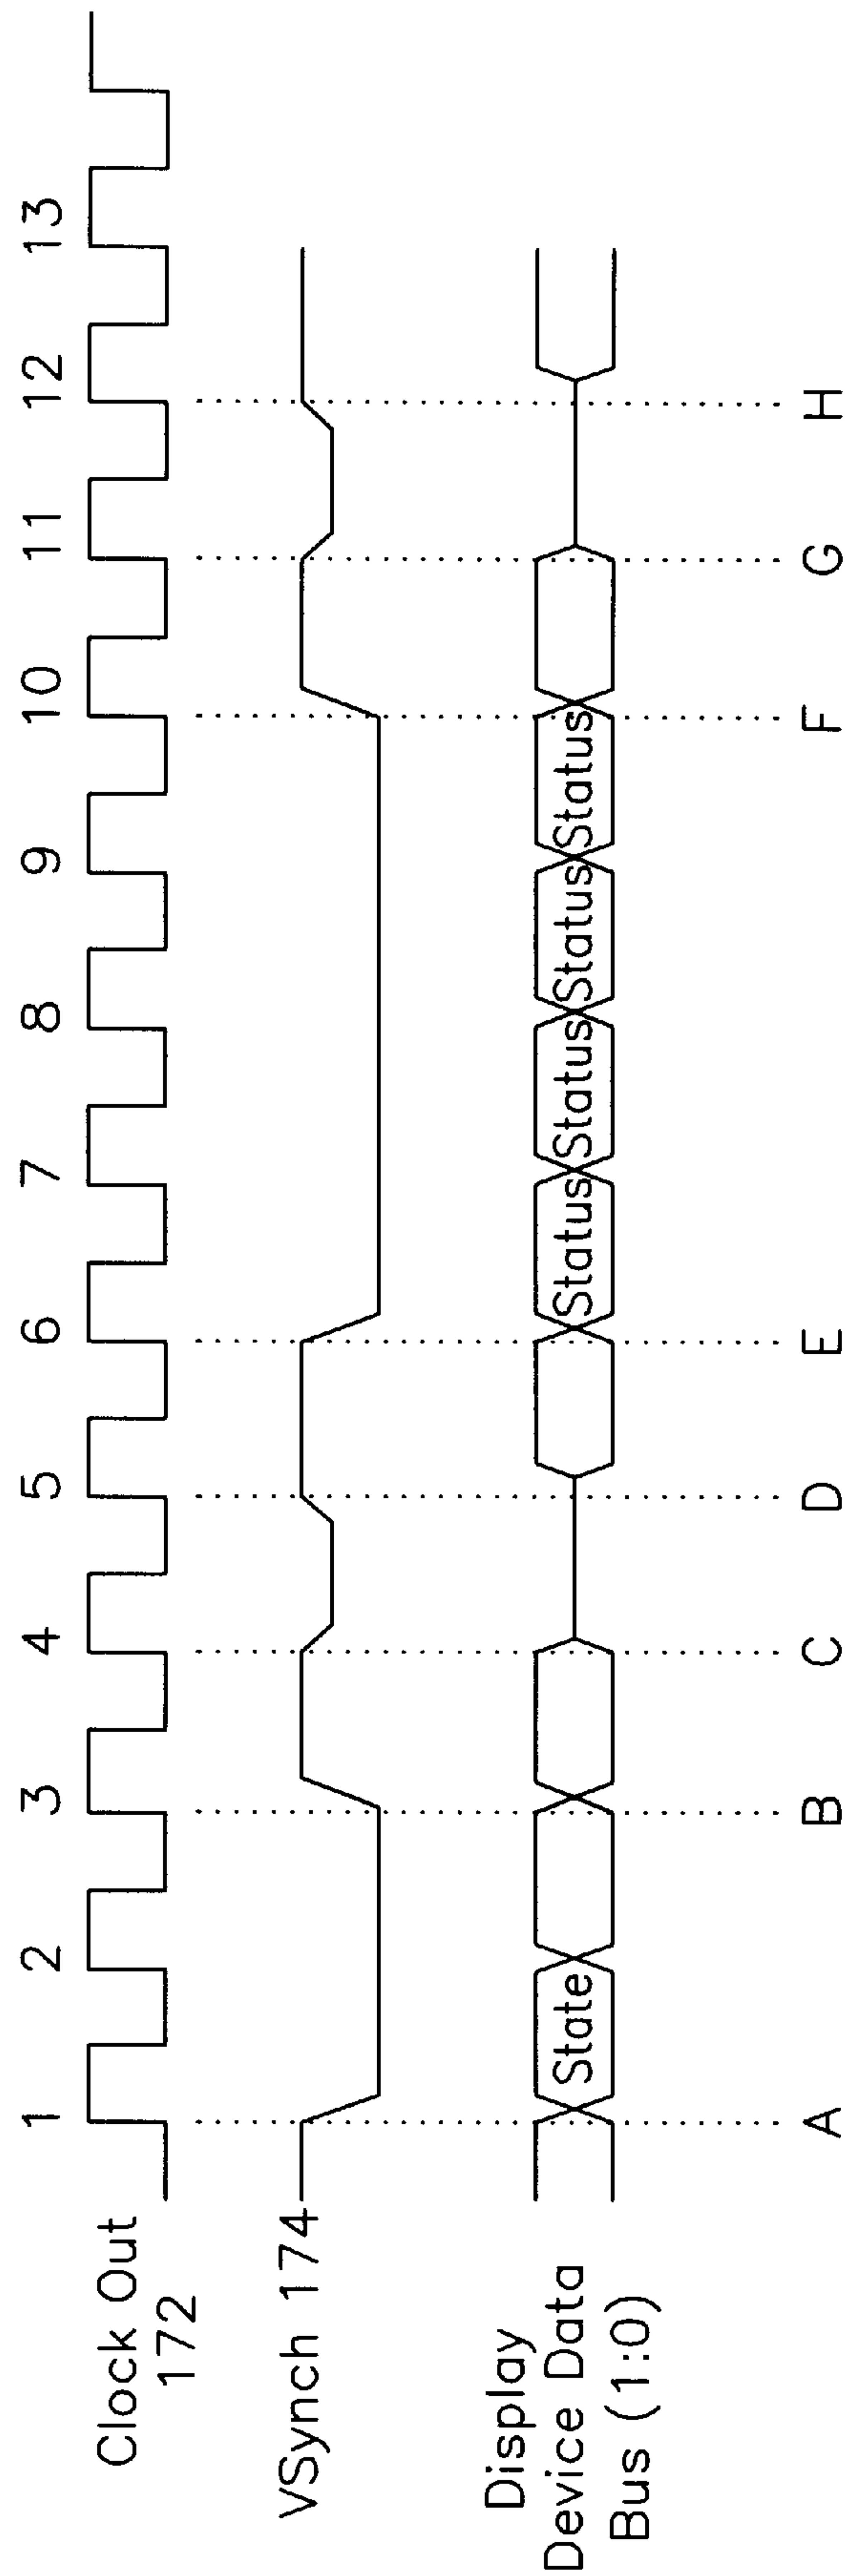 1 2 3 4 5 6 7 8 9 10 11 12 13
Clock Out
172
VSynch 174
Display
Device Data
Bus (1:0)
State Status Status Status Status
A B C D E F G H